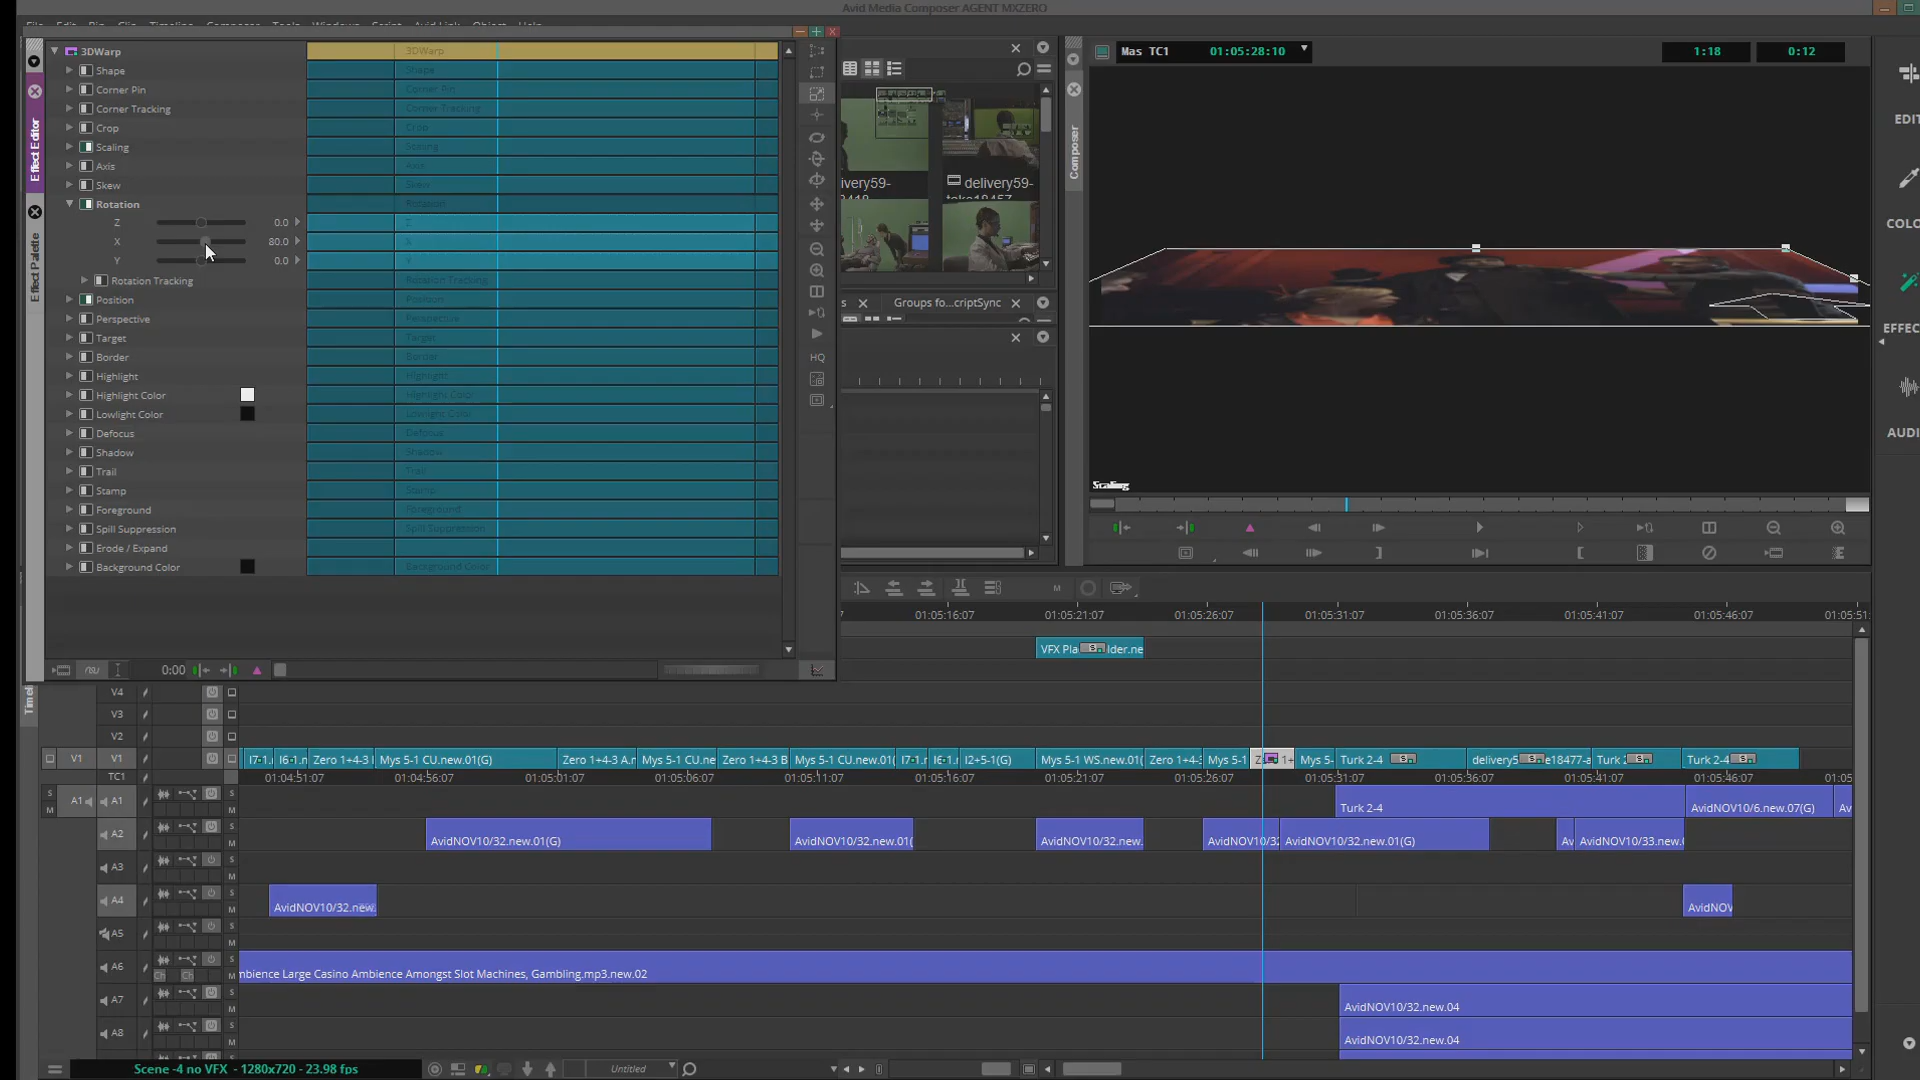 Avid Media Composer AGENT MXZERO
File Edit Bin Clip Timeline Composer Tools Windows Script Avid Link Object Help
Effect Editor
Effect Palette
3DWarp
Shape
Corner Pin
Corner Tracking
Crop
Scaling
Axis
Skew
Rotation
Z 0.0
X 80.0
Y 0.0
Rotation Tracking
Position
Perspective
Target
Border
Highlight
Highlight Color
Lowlight Color
Defocus
Shadow
Trail
Stamp
Foreground
Spill Suppression
Erode / Expand
Background Color
3DWarp
Shape
Corner Pin
Corner Tracking
Crop
Scaling
Axis
Skew
Rotation
Z
X
Y
Rotation Tracking
Position
Perspective
Target
Border
Highlight
Highlight Color
Lowlight Color
Defocus
Shadow
Trail
Stamp
Foreground
Spill Suppression
Background Color
HQ
0:00
ivery59-
delivery59-
take18457
s
Groups fo...criptSync
Composer
Mas TC1 01:05:28:10
1:18 0:12
Scaling
EDIT
COLO
EFFEC
AUDI
M
01:05:16:07 01:05:21:07 01:05:26:07 01:05:31:07 01:05:36:07 01:05:41:07 01:05:46:07 01:05:51:
VFX Pla S lder.ne
Timel
V4
V3
V2
V1 V1 I7-1. I6-1.n Zero 1+4-3 I Mys 5-1 CU.new.01(G) Zero 1+4-3 A.n Mys 5-1 CU.ne Zero 1+4-3 B Mys 5-1 CU.new.01( I7-1. I6-1. I2+5-1(G) Mys 5-1 WS.new.01( Zero 1+4-3 Mys 5-1 Z 1+ Mys 5- Turk 2-4 delivery5 e18477-a Turk Turk 2-4
TC1 01:04:51:07 01:04:56:07 01:05:01:07 01:05:06:07 01:05:11:07 01:05:16:07 01:05:21:07 01:05:26:07 01:05:31:07 01:05:36:07 01:05:41:07 01:05:46:07 01:05
A1 A1 S M Turk 2-4 AvidNOV10/6.new.07(G) Av
A2 S M AvidNOV10/32.new.01(G) AvidNOV10/32.new.01( AvidNOV10/32.new. AvidNOV10/32 AvidNOV10/32.new.01(G) Av AvidNOV10/33.new.
A3 S M
A4 S M AvidNOV10/32.new. AvidNOV
A5 S M
A6 S M Ch Ch mbience Large Casino Ambience Amongst Slot Machines, Gambling.mp3.new.02
A7 S M AvidNOV10/32.new.04
A8 S M AvidNOV10/32.new.04
Scene -4 no VFX - 1280x720 - 23.98 fps
Untitled